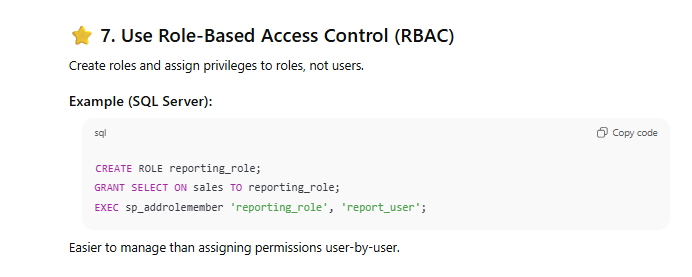 ⭐ 7. Use Role-Based Access Control (RBAC)
Create roles and assign privileges to roles, not users.
Example (SQL Server):
sql Copy code
CREATE ROLE reporting_role;
GRANT SELECT ON sales TO reporting_role;
EXEC sp_addrolemember 'reporting_role', 'report_user';
Easier to manage than assigning permissions user-by-user.